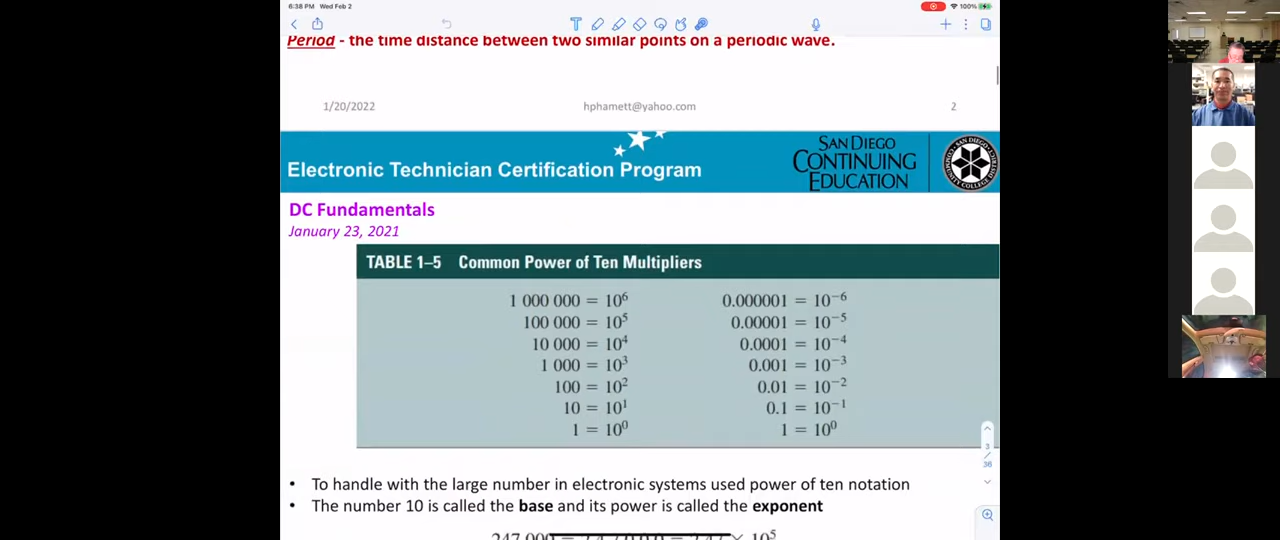 6:38 PM Wed Feb 2
100%
T
Period - the time distance between two similar points on a periodic wave.
1/20/2022
hphamett@yahoo.com
2
Electronic Technician Certification Program
SAN DIEGO
CONTINUING
EDUCATION
DC Fundamentals
January 23, 2021
TABLE 1–5 Common Power of Ten Multipliers
1 000 000 = 10⁶ 0.000001 = 10⁻⁶
100 000 = 10⁵ 0.00001 = 10⁻⁵
10 000 = 10⁴ 0.0001 = 10⁻⁴
1 000 = 10³ 0.001 = 10⁻³
100 = 10² 0.01 = 10⁻²
10 = 10¹ 0.1 = 10⁻¹
1 = 10⁰ 1 = 10⁰
3
/
36
• To handle with the large number in electronic systems used power of ten notation
• The number 10 is called the base and its power is called the exponent
× 10⁵